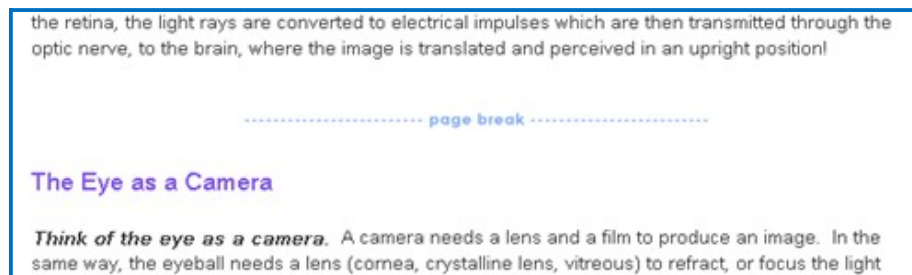 the retina, the light rays are converted to electrical impulses which are then transmitted through the
optic nerve, to the brain, where the image is translated and perceived in an upright position!
------------------------- page break -------------------------
The Eye as a Camera
Think of the eye as a camera. A camera needs a lens and a film to produce an image. In the
same way, the eyeball needs a lens (cornea, crystalline lens, vitreous) to refract, or focus the light